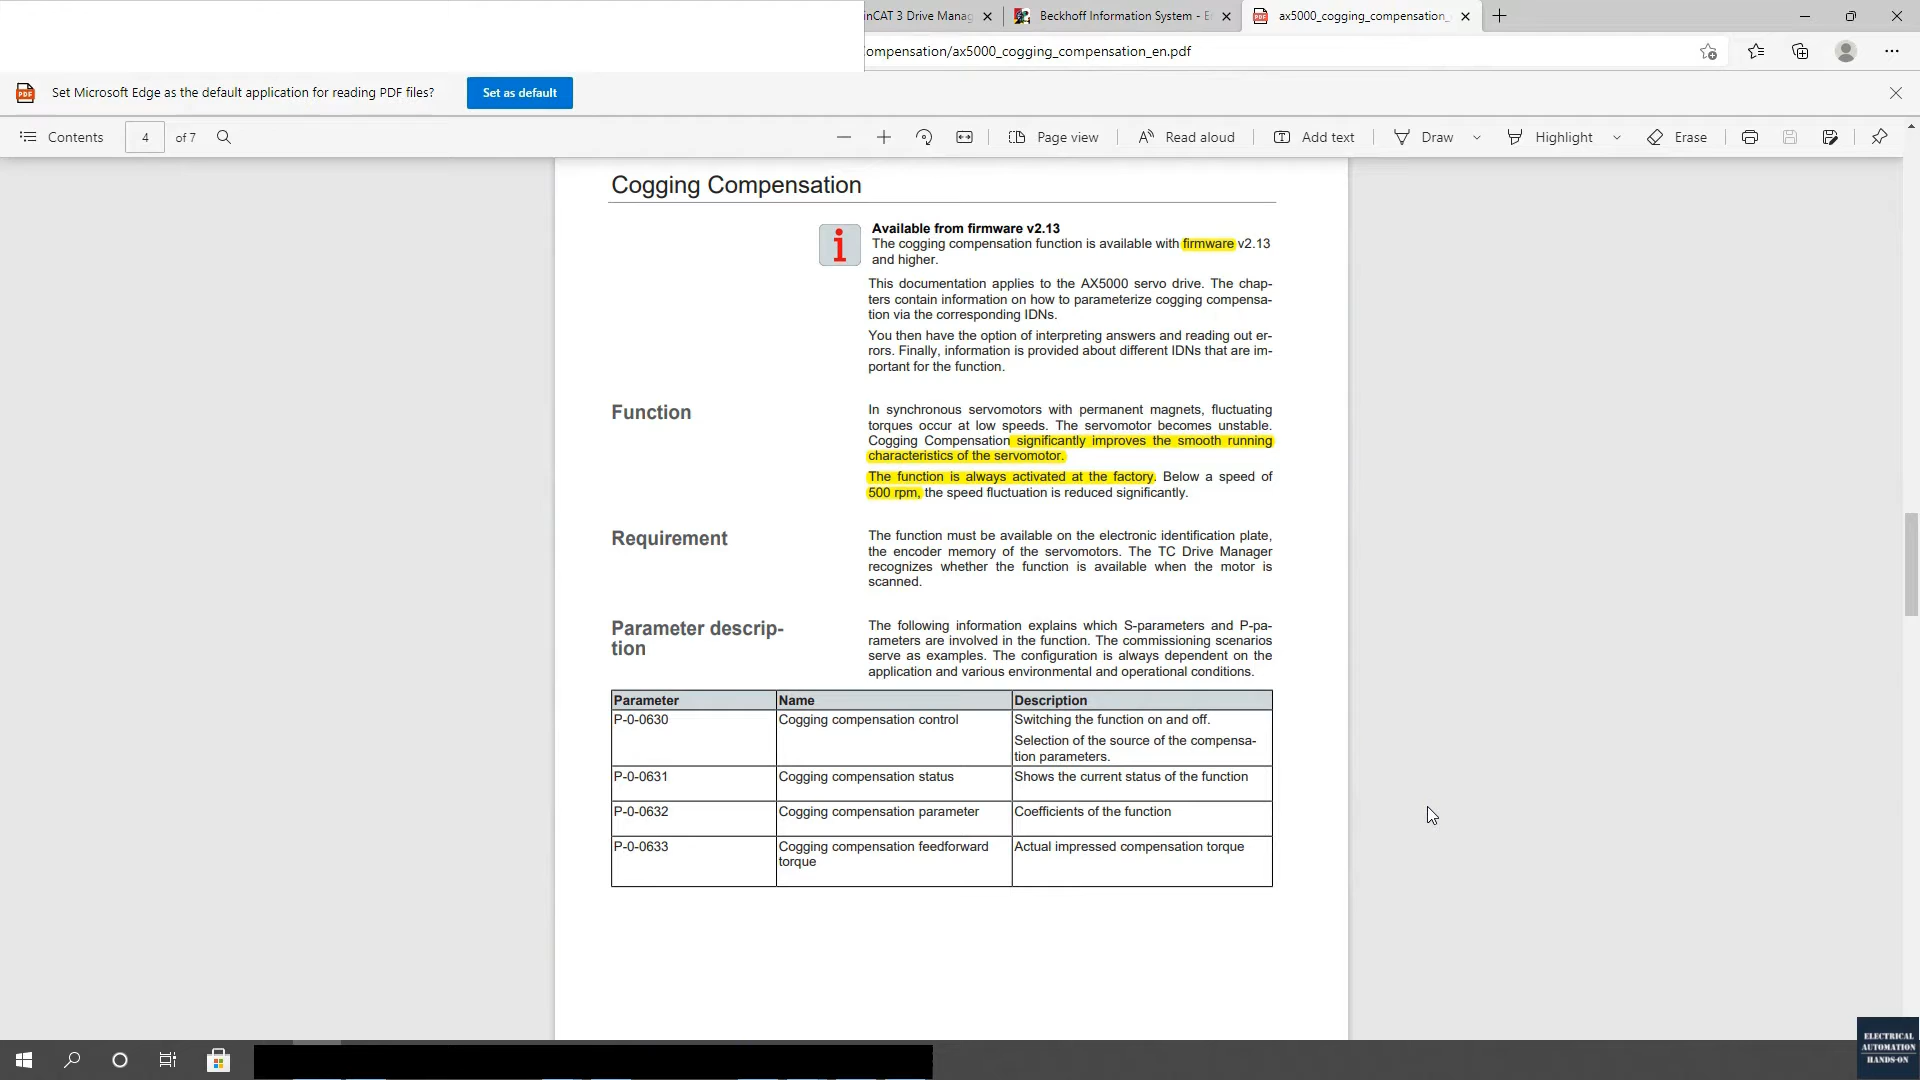 inCAT 3 Drive Manag
Beckhoff Information System - E
ax5000_cogging_compensation_
ompensation/ax5000_cogging_compensation_en.pdf
Set Microsoft Edge as the default application for reading PDF files?
Set as default
Contents
4
of 7
Page view
Read aloud
Add text
Draw
Highlight
Erase
Cogging Compensation
i
Available from firmware v2.13
The cogging compensation function is available with firmware v2.13
and higher.
This documentation applies to the AX5000 servo drive. The chap-
ters contain information on how to parameterize cogging compensa-
tion via the corresponding IDNs.
You then have the option of interpreting answers and reading out er-
rors. Finally, information is provided about different IDNs that are im-
portant for the function.
Function
In synchronous servomotors with permanent magnets, fluctuating
torques occur at low speeds. The servomotor becomes unstable.
Cogging Compensation significantly improves the smooth running
characteristics of the servomotor.
The function is always activated at the factory. Below a speed of
500 rpm, the speed fluctuation is reduced significantly.
Requirement
The function must be available on the electronic identification plate,
the encoder memory of the servomotors. The TC Drive Manager
recognizes whether the function is available when the motor is
scanned.
Parameter descrip-
tion
The following information explains which S-parameters and P-pa-
rameters are involved in the function. The commissioning scenarios
serve as examples. The configuration is always dependent on the
application and various environmental and operational conditions.
Parameter Name Description
P-0-0630 Cogging compensation control Switching the function on and off.
Selection of the source of the compensa-
tion parameters.
P-0-0631 Cogging compensation status Shows the current status of the function
P-0-0632 Cogging compensation parameter Coefficients of the function
P-0-0633 Cogging compensation feedforward Actual impressed compensation torque
torque
ELECTRICAL
AUTOMATION
HANDS-ON